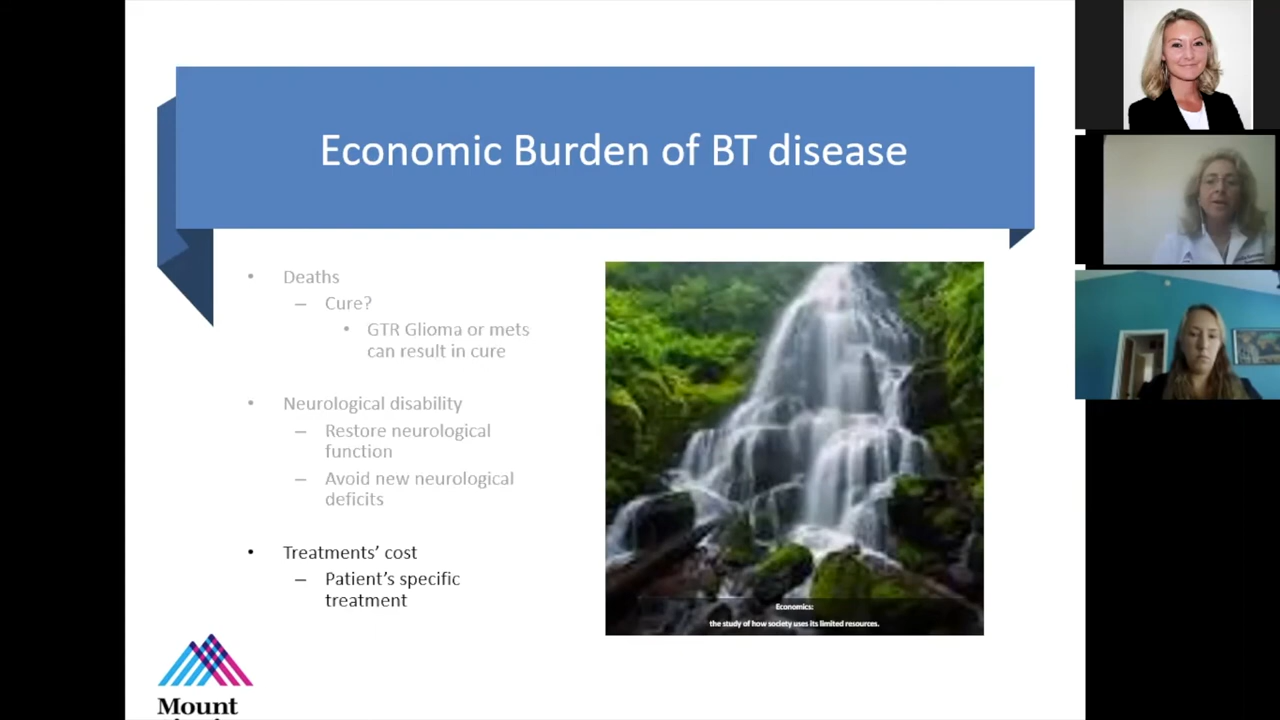 Economic Burden of BT disease
• Deaths
– Cure?
• GTR Glioma or mets
can result in cure
• Neurological disability
– Restore neurological
function
– Avoid new neurological
deficits
• Treatments’ cost
– Patient’s specific
treatment
Economics:
the study of how society uses its limited resources.
Mount